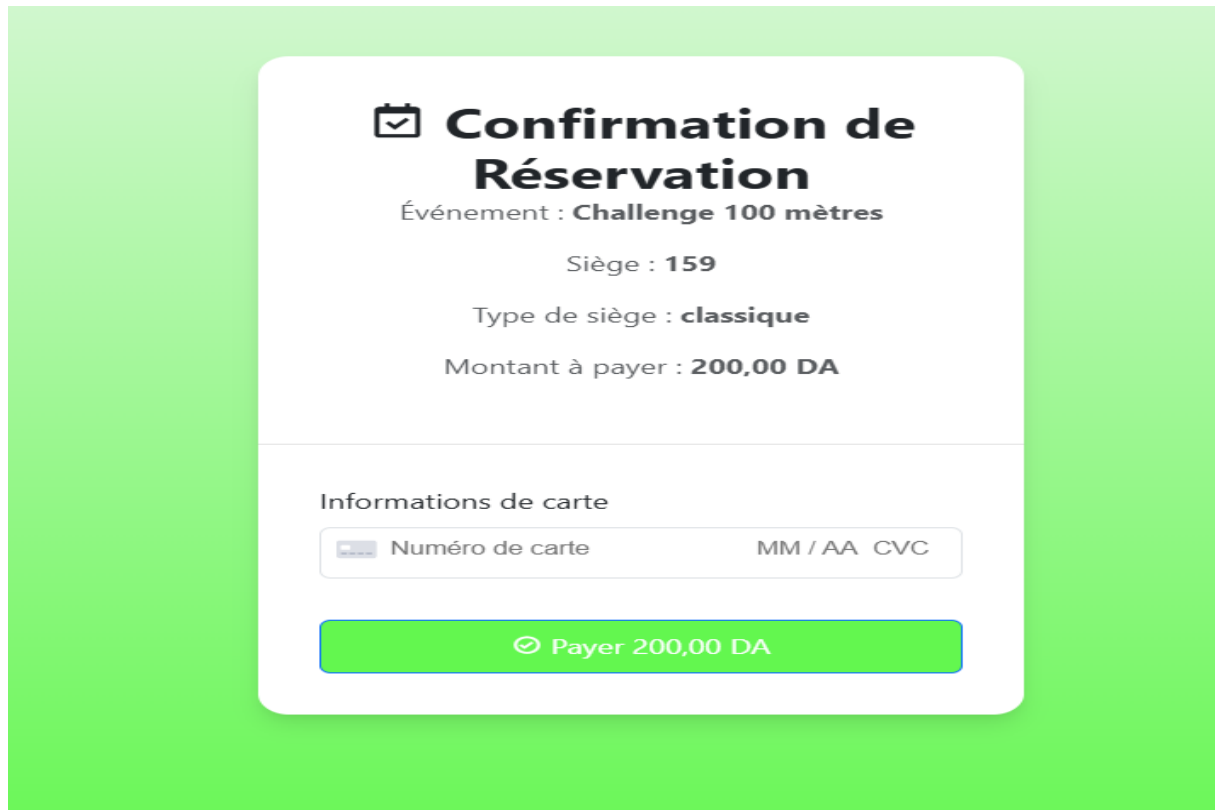 Confirmation de
Réservation
Événement : Challenge 100 mètres
Siège : 159
Type de siège : classique
Montant à payer : 200,00 DA
Informations de carte
Numéro de carte MM / AA CVC
Payer 200,00 DA